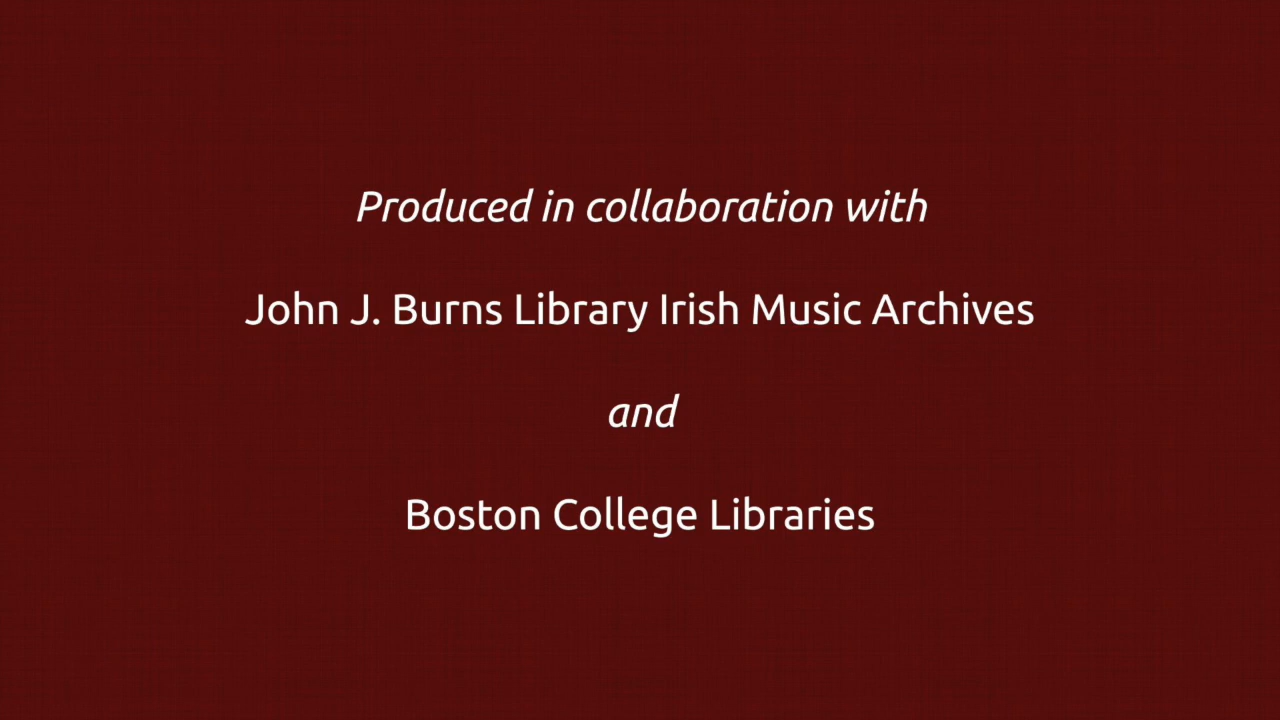 Produced in collaboration with
John J. Burns Library Irish Music Archives
and
Boston College Libraries